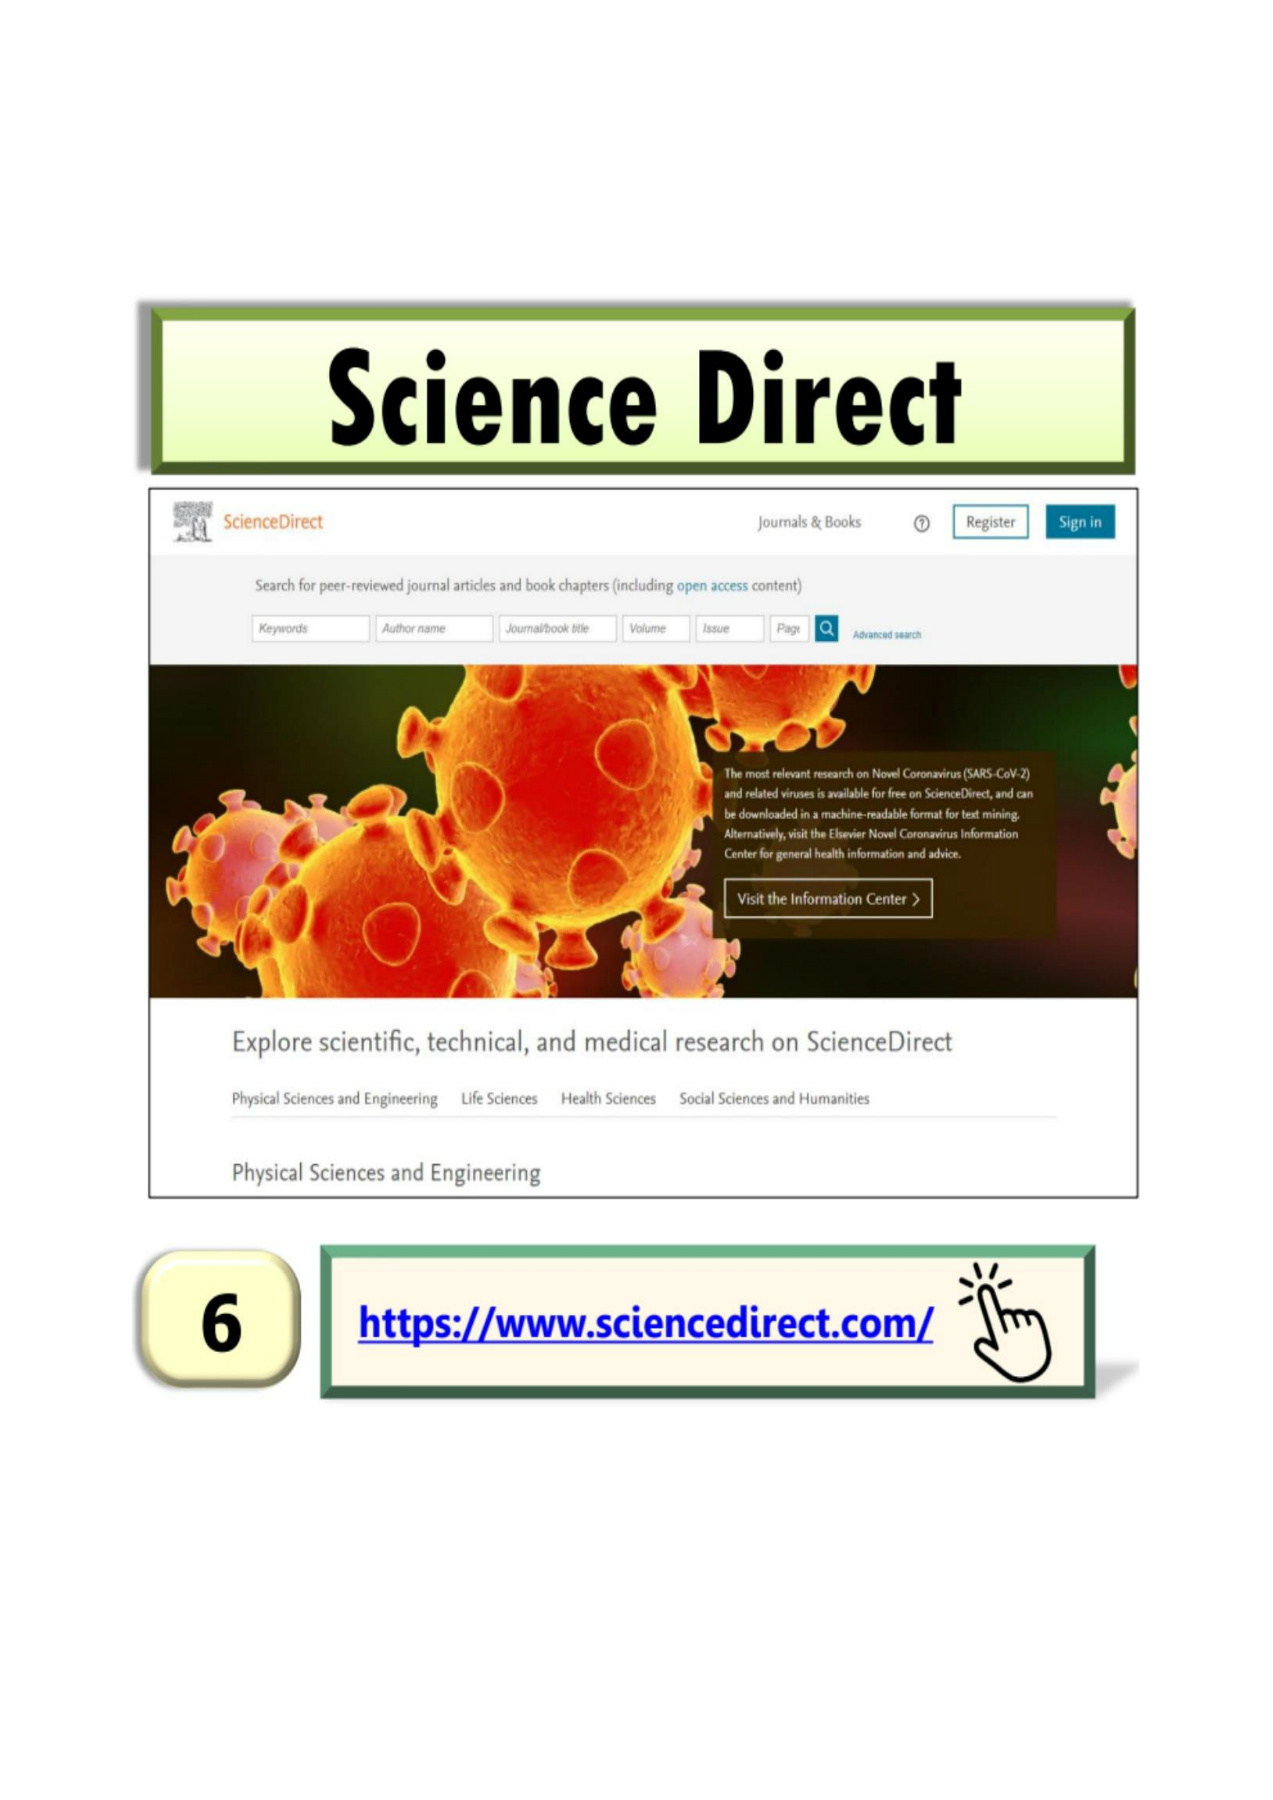 Science Direct
ScienceDirect
Journals & Books
Register
Sign in
Search for peer-reviewed journal articles and book chapters (including open access content)
Keywords
Author name
Journal/book title
Volume
Issue
Page
Advanced search
The most relevant research on Novel Coronavirus (SARS-CoV-2)
and related viruses is available for free on ScienceDirect, and can
be downloaded in a machine-readable format for text mining.
Alternatively, visit the Elsevier Novel Coronavirus Information
Center for general health information and advice.
Visit the Information Center >
Explore scientific, technical, and medical research on ScienceDirect
Physical Sciences and Engineering
Life Sciences
Health Sciences
Social Sciences and Humanities
Physical Sciences and Engineering
6
https://www.sciencedirect.com/